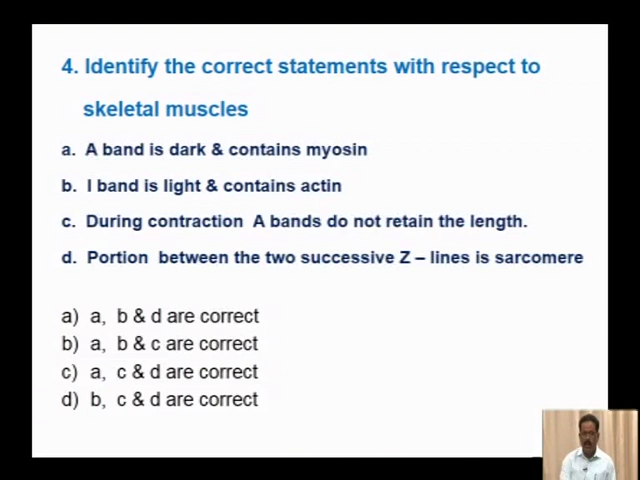 4. Identify the correct statements with respect to
skeletal muscles
a. A band is dark & contains myosin
b. I band is light & contains actin
c. During contraction A bands do not retain the length.
d. Portion between the two successive Z – lines is sarcomere
a) a, b & d are correct
b) a, b & c are correct
c) a, c & d are correct
d) b, c & d are correct